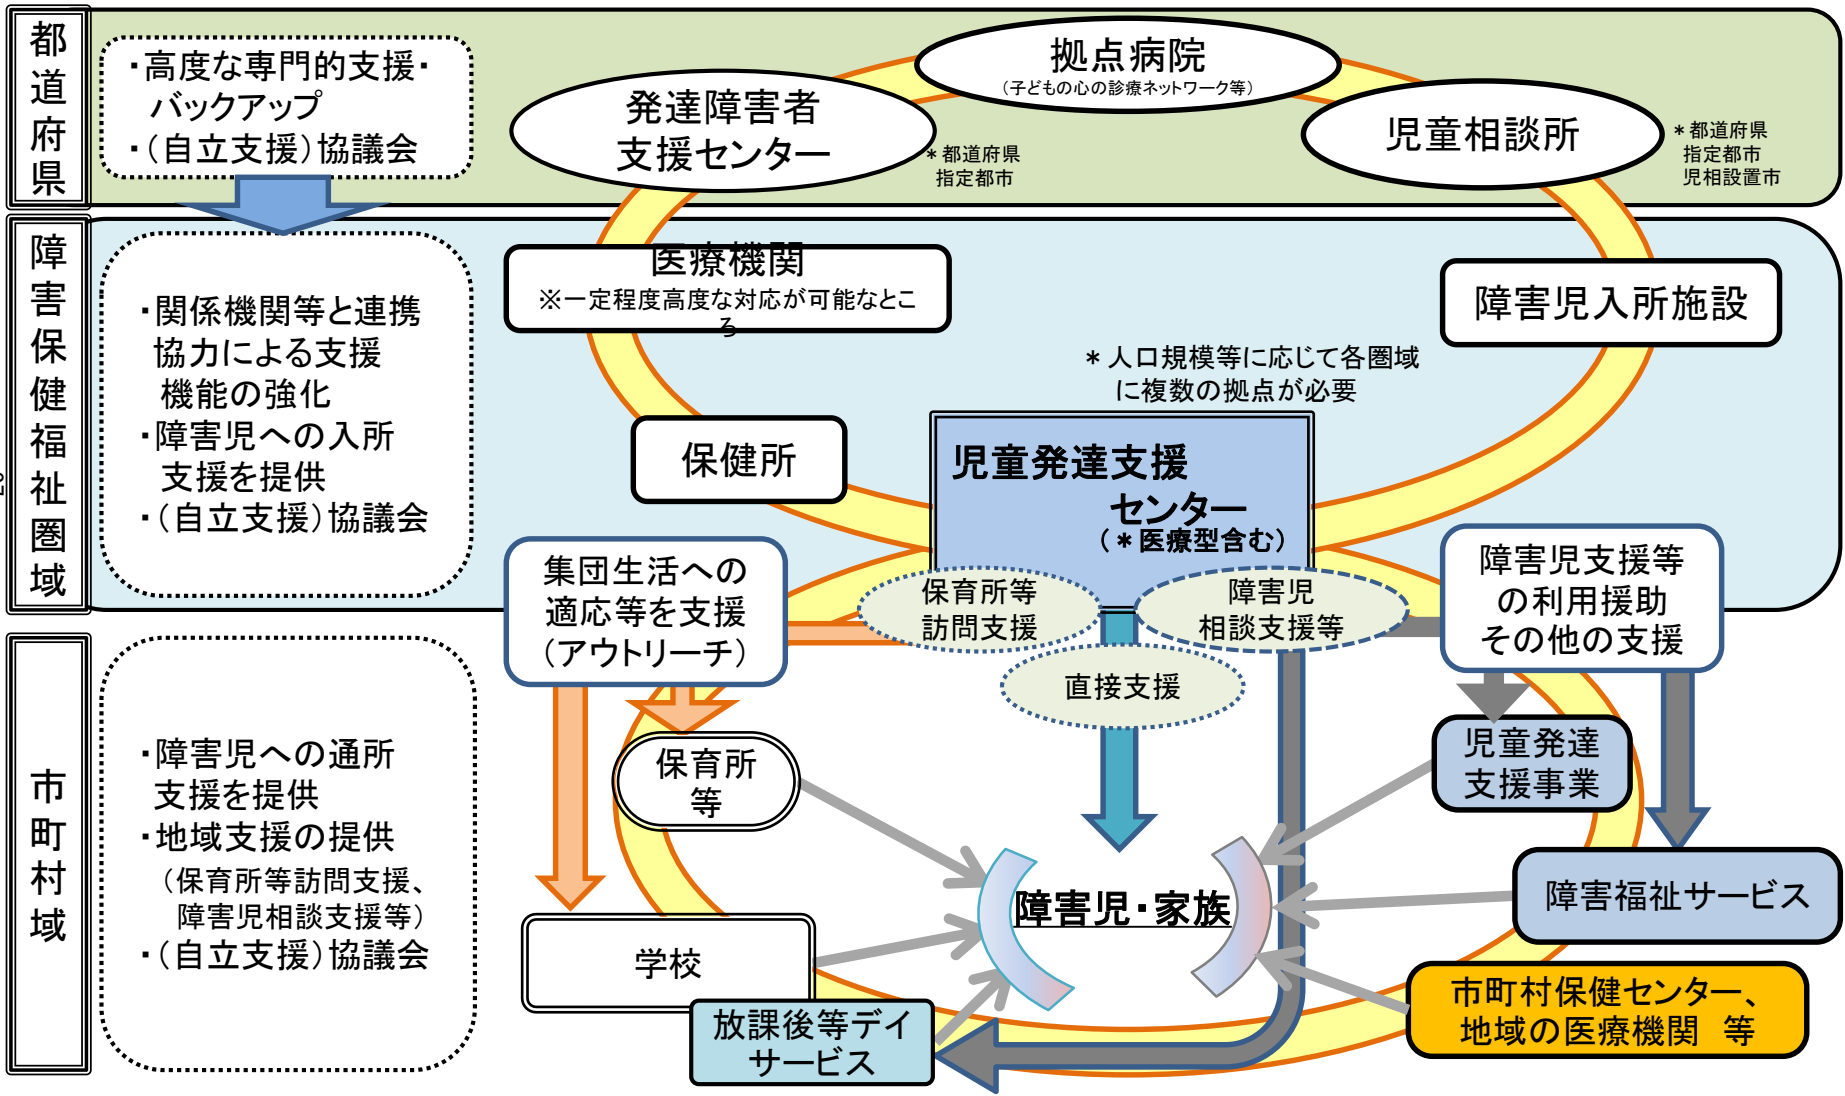 都道府県
・高度な専門的支援・
バックアップ
・(自立支援)協議会
発達障害者
支援センター
＊都道府県
指定都市
拠点病院
(子どもの心の診療ネットワーク等)
児童相談所
＊都道府県
指定都市
児相設置市
障害保健福祉圏域
・関係機関等と連携
協力による支援
機能の強化
・障害児への入所
支援を提供
・(自立支援)協議会
医療機関
※一定程度高度な対応が可能なとこ
ろ
障害児入所施設
＊人口規模等に応じて各圏域
に複数の拠点が必要
保健所
児童発達支援
センター
(＊医療型含む)
集団生活への
適応等を支援
(アウトリーチ)
保育所等
訪問支援
障害児
相談支援等
直接支援
障害児支援等
の利用援助
その他の支援
市町村域
・障害児への通所
支援を提供
・地域支援の提供
(保育所等訪問支援、
障害児相談支援等)
・(自立支援)協議会
保育所
等
児童発達
支援事業
障害児・家族
障害福祉サービス
学校
放課後等デイ
サービス
市町村保健センター、
地域の医療機関　等